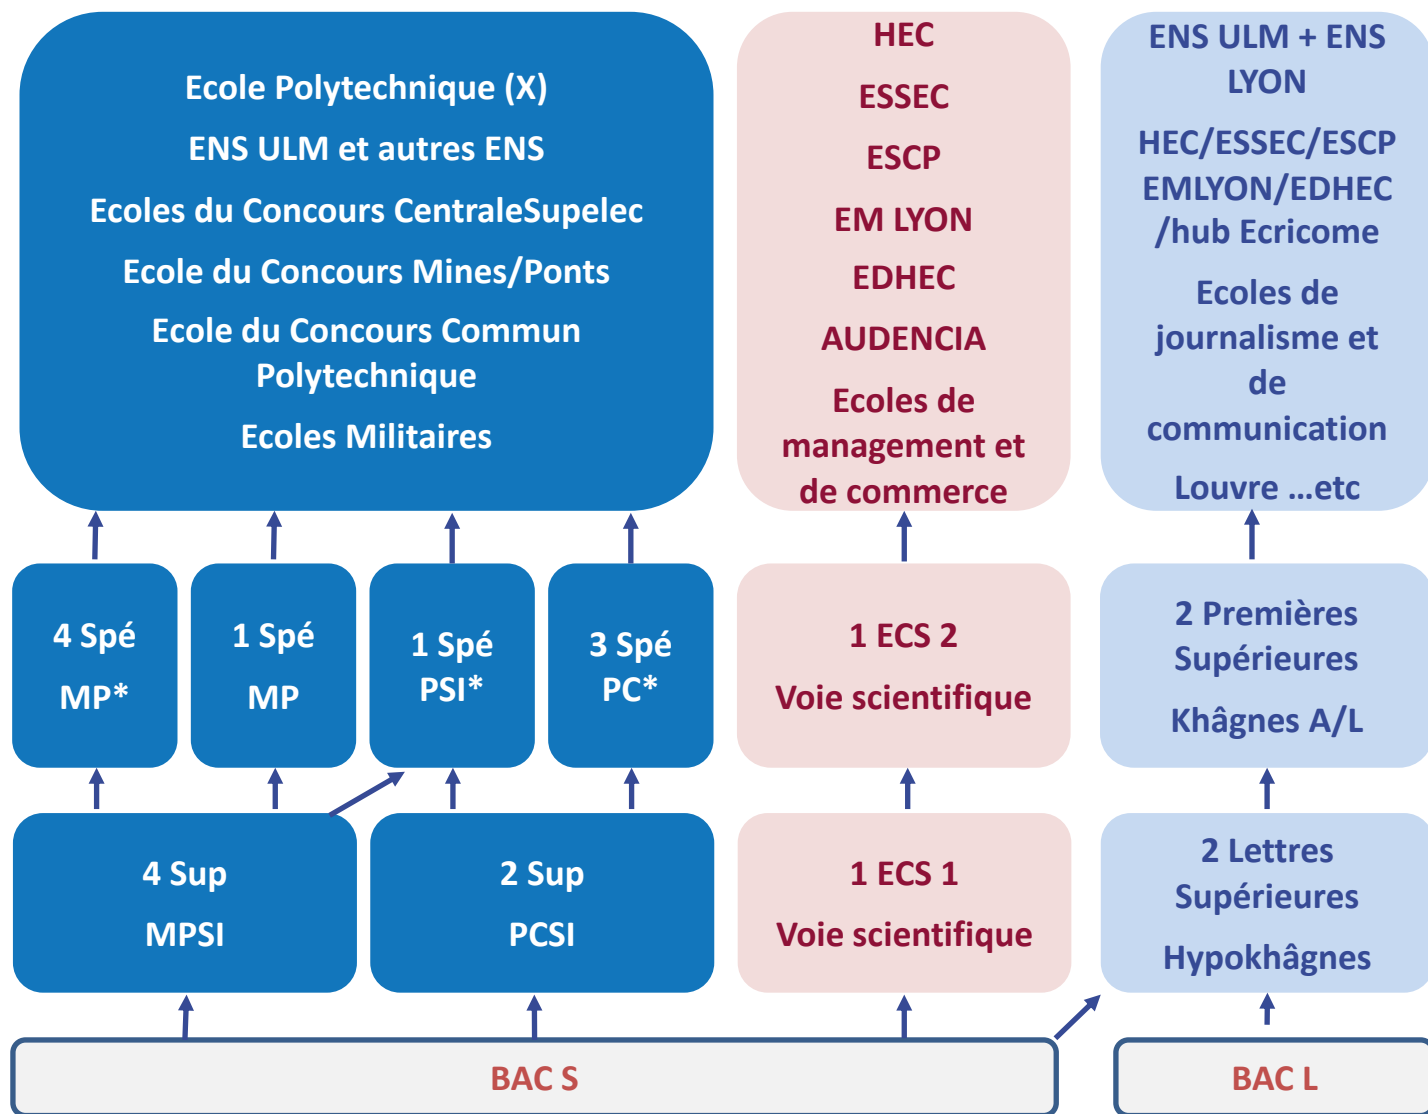 Ecole Polytechnique (X)
ENS ULM et autres ENS
Ecoles du Concours CentraleSupelec
Ecole du Concours Mines/Ponts
Ecole du Concours Commun
Polytechnique
Ecoles Militaires
HEC
ESSEC
ESCP
EM LYON
EDHEC
AUDENCIA
Ecoles de
management et
de commerce
ENS ULM + ENS
LYON
HEC/ESSEC/ESCP
EMLYON/EDHEC
/hub Ecricome
Ecoles de
journalisme et
de
communication
Louvre ...etc
4 Spé
MP*
1 Spé
MP
1 Spé
PSI*
3 Spé
PC*
1 ECS 2
Voie scientifique
2 Premières
Supérieures
Khâgnes A/L
4 Sup
MPSI
2 Sup
PCSI
1 ECS 1
Voie scientifique
2 Lettres
Supérieures
Hypokhâgnes
BAC S
BAC L